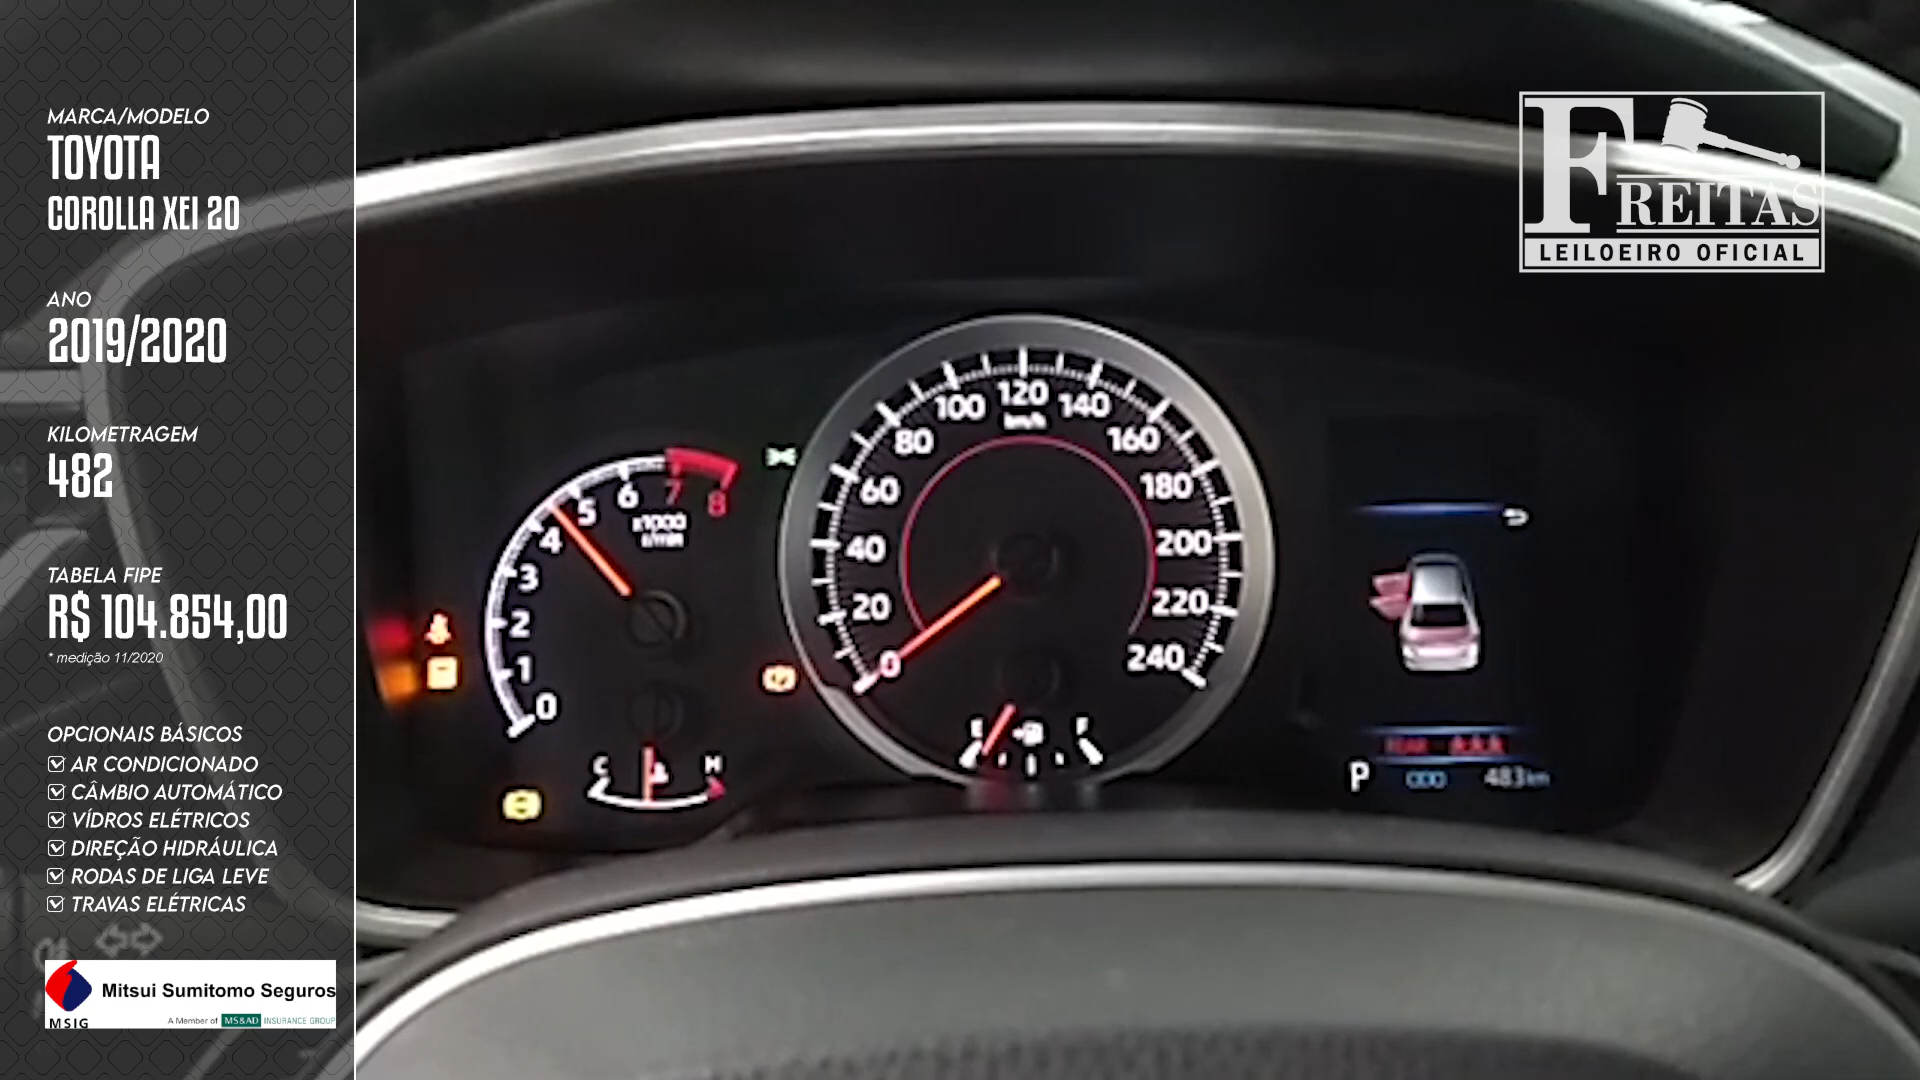 MARCA/MODELO
TOYOTA
COROLLA XEI 20
ANO
2019/2020
KILOMETRAGEM
482
TABELA FIPE
R$ 104.854,00
* medição 11/2020
OPCIONAIS BÁSICOS
AR CONDICIONADO
CÂMBIO AUTOMÁTICO
VÍDROS ELÉTRICOS
DIREÇÃO HIDRÁULICA
RODAS DE LIGA LEVE
TRAVAS ELÉTRICAS
Mitsui Sumitomo Seguros
MSIG
A Member of MS&AD INSURANCE GROUP
FREITAS
LEILOEIRO OFICIAL
0 1 2 3 4 5 6 7 8
x1000
r/min
C H
0 20 40 60 80 100 120 140 160 180 200 220 240
km/h
E F
P
483 km